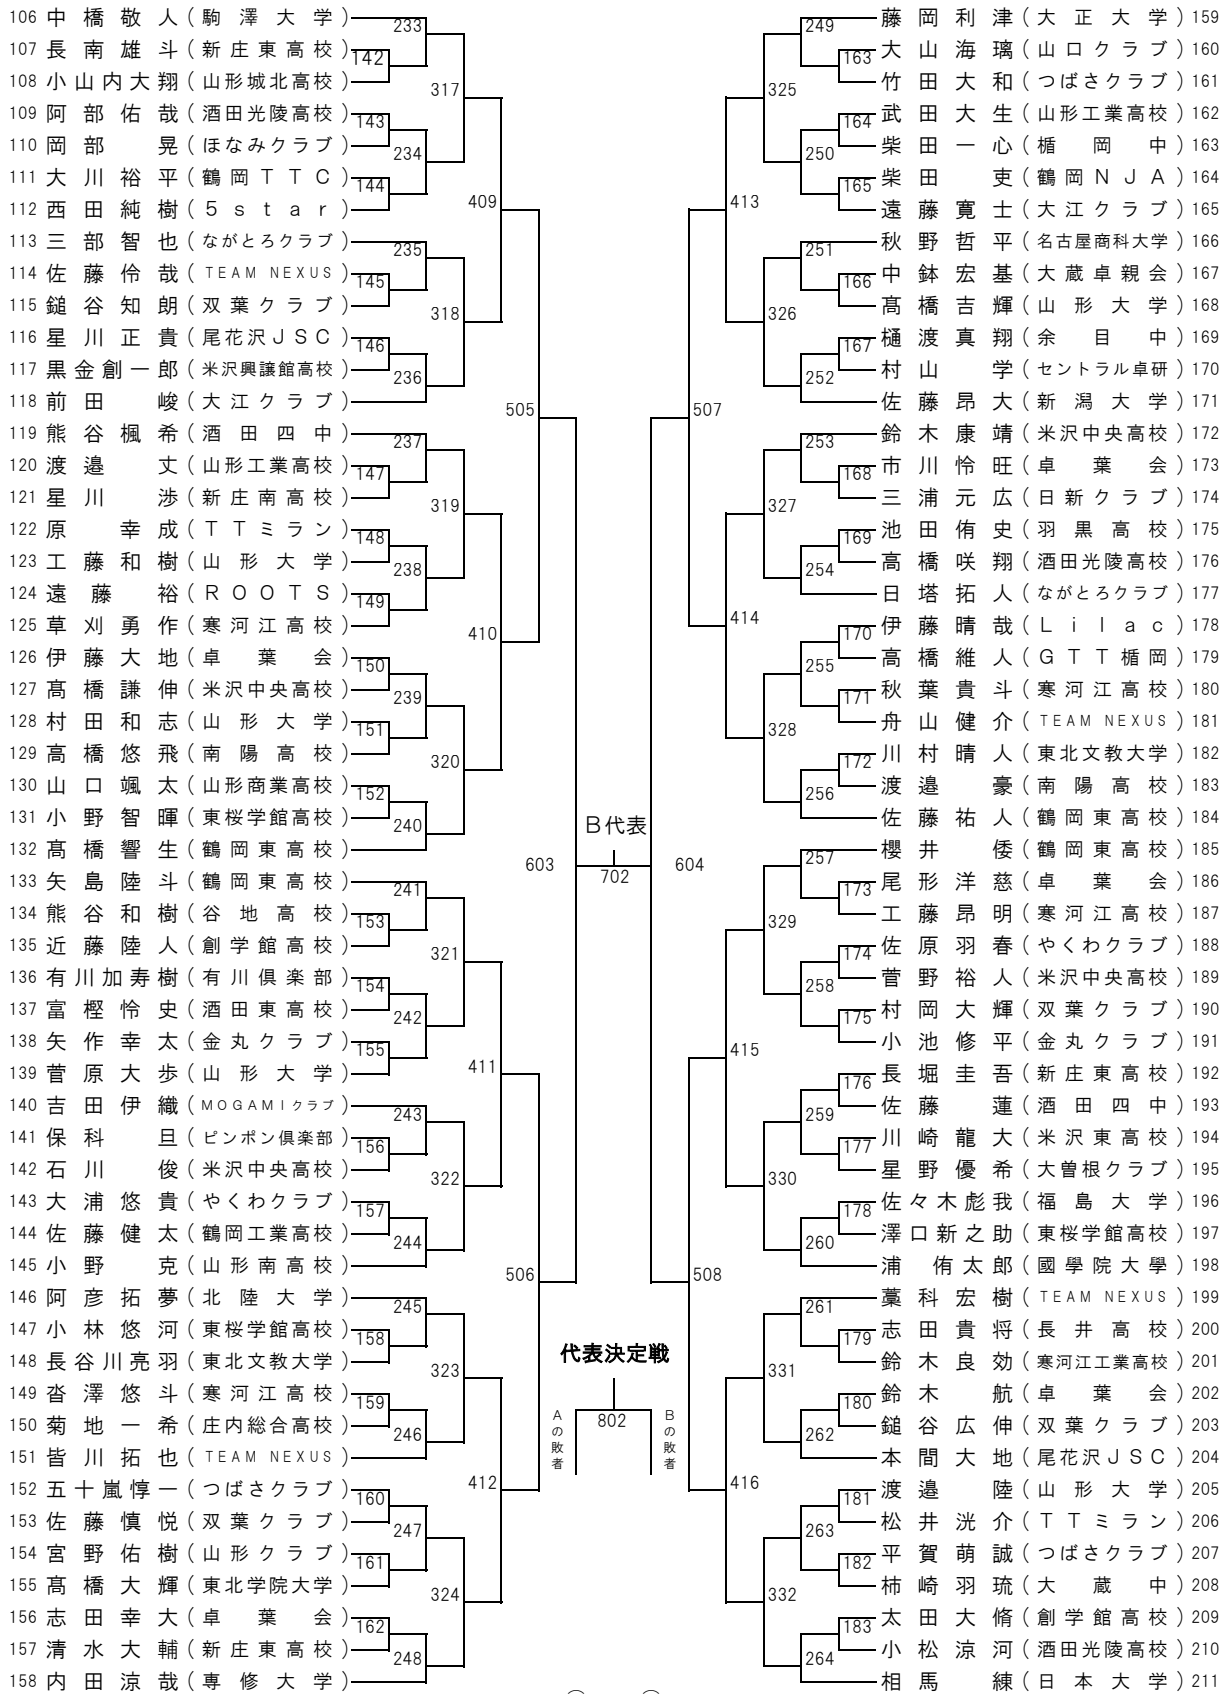 106 中橋敬人（駒澤大学）
107 長南雄斗（新庄東高校）
108 小山内大翔（山形城北高校）
109 阿部佑哉（酒田光陵高校）
110 岡部晃（ほなみクラブ）
111 大川裕平（鶴岡TTC）
112 西田純樹（5star）
113 三部智也（ながとろクラブ）
114 佐藤伶哉（TEAM NEXUS）
115 鎚谷知朗（双葉クラブ）
116 星川正貴（尾花沢JSC）
117 黒金創一郎（米沢興譲館高校）
118 前田峻（大江クラブ）
119 熊谷楓希（酒田四中）
120 渡邉丈（山形工業高校）
121 星川渉（新庄南高校）
122 原幸成（TTミラン）
123 工藤和樹（山形大学）
124 遠藤裕（ROOTS）
125 草刈勇作（寒河江高校）
126 伊藤大地（卓葉会）
127 髙橋謙伸（米沢中央高校）
128 村田和志（山形大学）
129 高橋悠飛（南陽高校）
130 山口颯太（山形商業高校）
131 小野智暉（東桜学館高校）
132 髙橋響生（鶴岡東高校）
133 矢島陸斗（鶴岡東高校）
134 熊谷和樹（谷地高校）
135 近藤陸人（創学館高校）
136 有川加寿樹（有川倶楽部）
137 富樫怜史（酒田東高校）
138 矢作幸太（金丸クラブ）
139 菅原大歩（山形大学）
140 吉田伊織（MOGAMIクラブ）
141 保科旦（ピンポン倶楽部）
142 石川俊（米沢中央高校）
143 大浦悠貴（やくわクラブ）
144 佐藤健太（鶴岡工業高校）
145 小野克（山形南高校）
146 阿彦拓夢（北陸大学）
147 小林悠河（東桜学館高校）
148 長谷川亮羽（東北文教大学）
149 沓澤悠斗（寒河江高校）
150 菊地一希（庄内総合高校）
151 皆川拓也（TEAM NEXUS）
152 五十嵐惇一（つばさクラブ）
153 佐藤慎悦（双葉クラブ）
154 宮野佑樹（山形クラブ）
155 髙橋大輝（東北学院大学）
156 志田幸大（卓葉会）
157 清水大輔（新庄東高校）
158 内田涼哉（専修大学）
233
142
317
143
234
144
409
235
145
318
146
236
505
237
147
319
148
238
149
410
150
239
151
320
152
240
603
241
153
321
154
242
155
411
243
156
322
157
244
506
245
158
323
159
246
412
160
247
161
324
162
248
B代表
702
代表決定戦
Aの敗者
802
Bの敗者
249
163
325
164
250
165
413
251
166
326
167
252
507
253
168
327
169
254
414
170
255
171
328
172
256
604
257
173
329
174
258
175
415
176
259
177
330
178
260
508
261
179
331
180
262
416
181
263
182
332
183
264
藤岡利津（大正大学）159
大山海璃（山口クラブ）160
竹田大和（つばさクラブ）161
武田大生（山形工業高校）162
柴田一心（楯岡中）163
柴田吏（鶴岡NJA）164
遠藤寛士（大江クラブ）165
秋野哲平（名古屋商科大学）166
中鉢宏基（大蔵卓親会）167
髙橋吉輝（山形大学）168
樋渡真翔（余目中）169
村山学（セントラル卓研）170
佐藤昂大（新潟大学）171
鈴木康靖（米沢中央高校）172
市川怜旺（卓葉会）173
三浦元広（日新クラブ）174
池田侑史（羽黒高校）175
高橋咲翔（酒田光陵高校）176
日塔拓人（ながとろクラブ）177
伊藤晴哉（Lilac）178
高橋維人（GTT楯岡）179
秋葉貴斗（寒河江高校）180
舟山健介（TEAM NEXUS）181
川村晴人（東北文教大学）182
渡邉豪（南陽高校）183
佐藤祐人（鶴岡東高校）184
櫻井倭（鶴岡東高校）185
尾形洋慈（卓葉会）186
工藤昂明（寒河江高校）187
佐原羽春（やくわクラブ）188
菅野裕人（米沢中央高校）189
村岡大輝（双葉クラブ）190
小池修平（金丸クラブ）191
長堀圭吾（新庄東高校）192
佐藤蓮（酒田四中）193
川崎龍大（米沢東高校）194
星野優希（大曽根クラブ）195
佐々木彪我（福島大学）196
澤口新之助（東桜学館高校）197
浦侑太郎（國學院大學）198
藁科宏樹（TEAM NEXUS）199
志田貴将（長井高校）200
鈴木良効（寒河江工業高校）201
鈴木航（卓葉会）202
鎚谷広伸（双葉クラブ）203
本間大地（尾花沢JSC）204
渡邉陸（山形大学）205
松井洸介（TTミラン）206
平賀萌誠（つばさクラブ）207
柿崎羽琉（大蔵中）208
太田大脩（創学館高校）209
小松涼河（酒田光陵高校）210
相馬練（日本大学）211